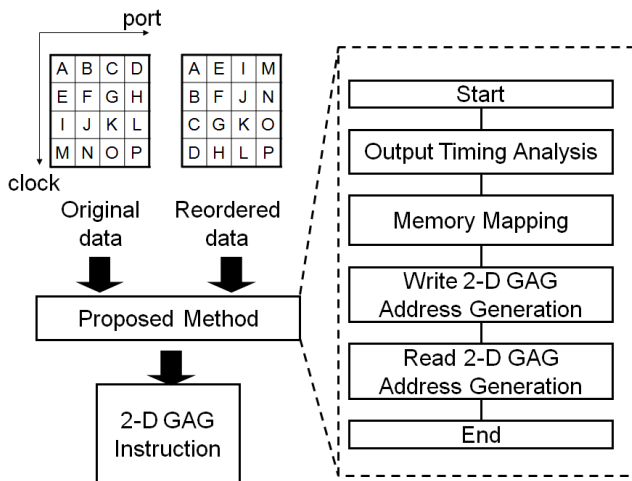 port
A B C D
E F G H
I J K L
M N O P
clock
Original
data
A E I M
B F J N
C G K O
D H L P
Reordered
data
Proposed Method
2-D GAG
Instruction
Start
Output Timing Analysis
Memory Mapping
Write 2-D GAG
Address Generation
Read 2-D GAG
Address Generation
End